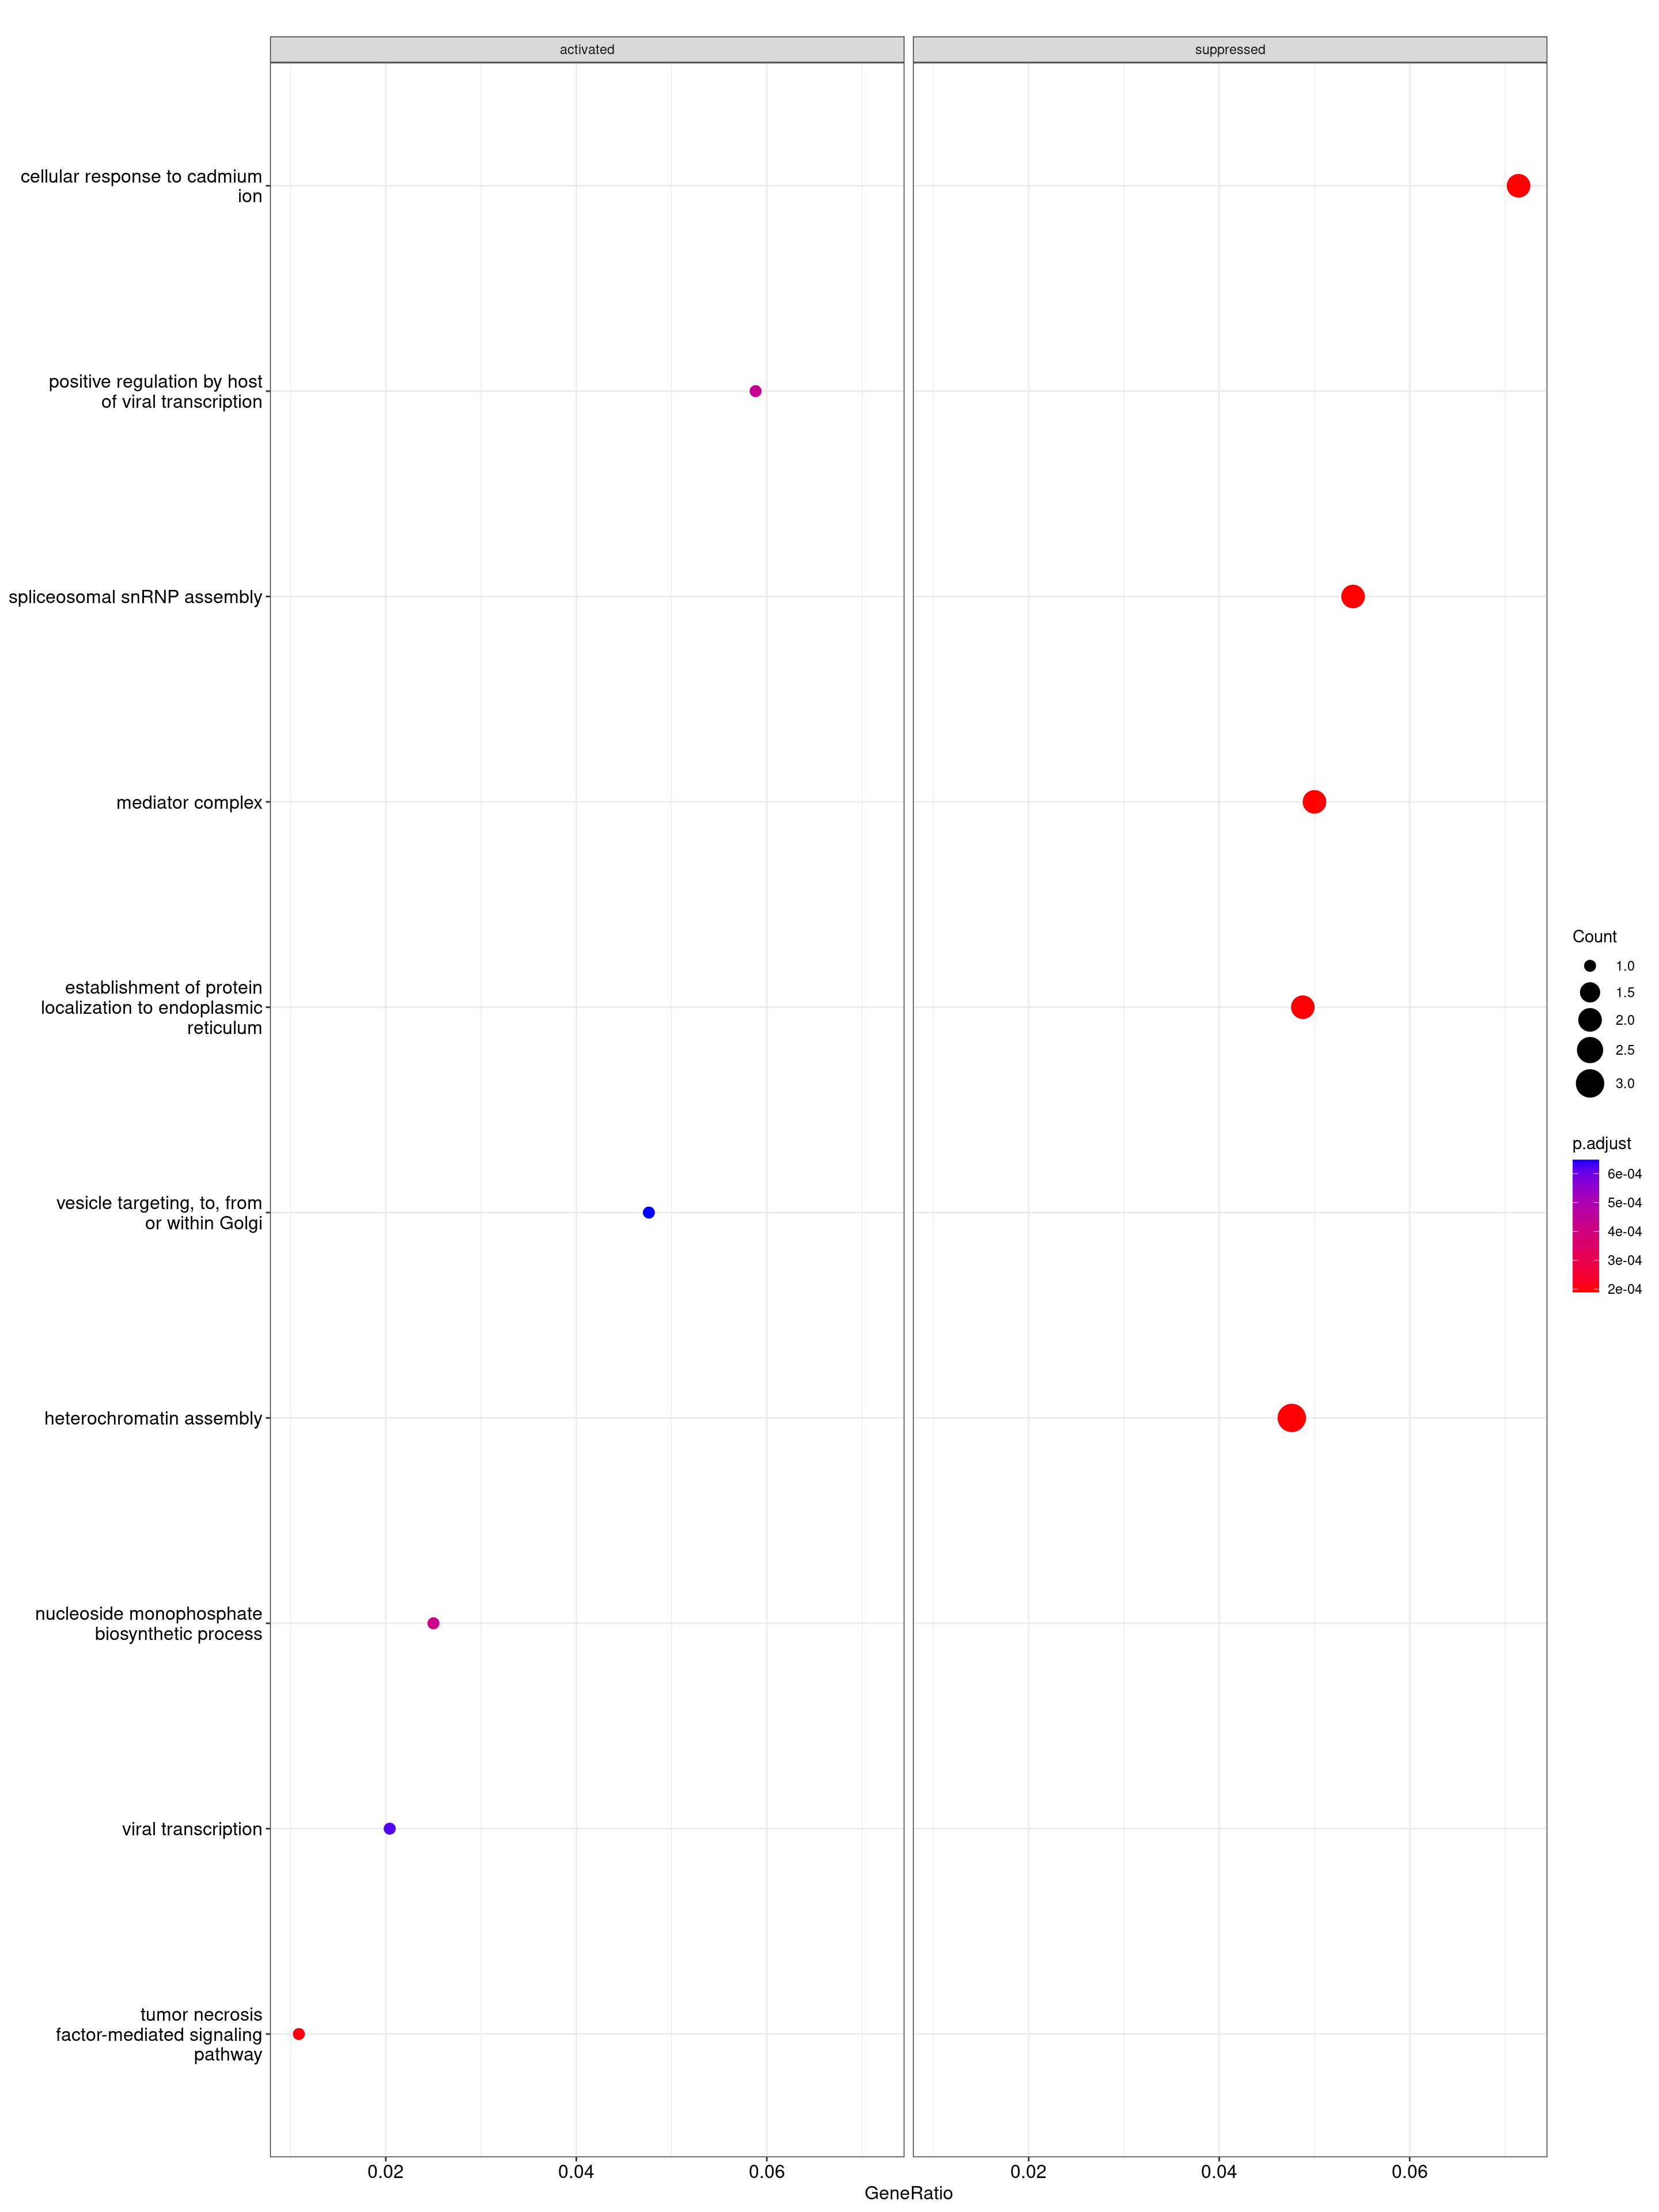 activated
suppressed
cellular response to cadmium
ion
positive regulation by host
of viral transcription
spliceosomal snRNP assembly
mediator complex
establishment of protein
localization to endoplasmic
reticulum
vesicle targeting, to, from
or within Golgi
heterochromatin assembly
nucleoside monophosphate
biosynthetic process
viral transcription
tumor necrosis
factor-mediated signaling
pathway
0.02
0.04
0.06
0.02
0.04
0.06
GeneRatio
Count
1.0
1.5
2.0
2.5
3.0
p.adjust
6e-04
5e-04
4e-04
3e-04
2e-04